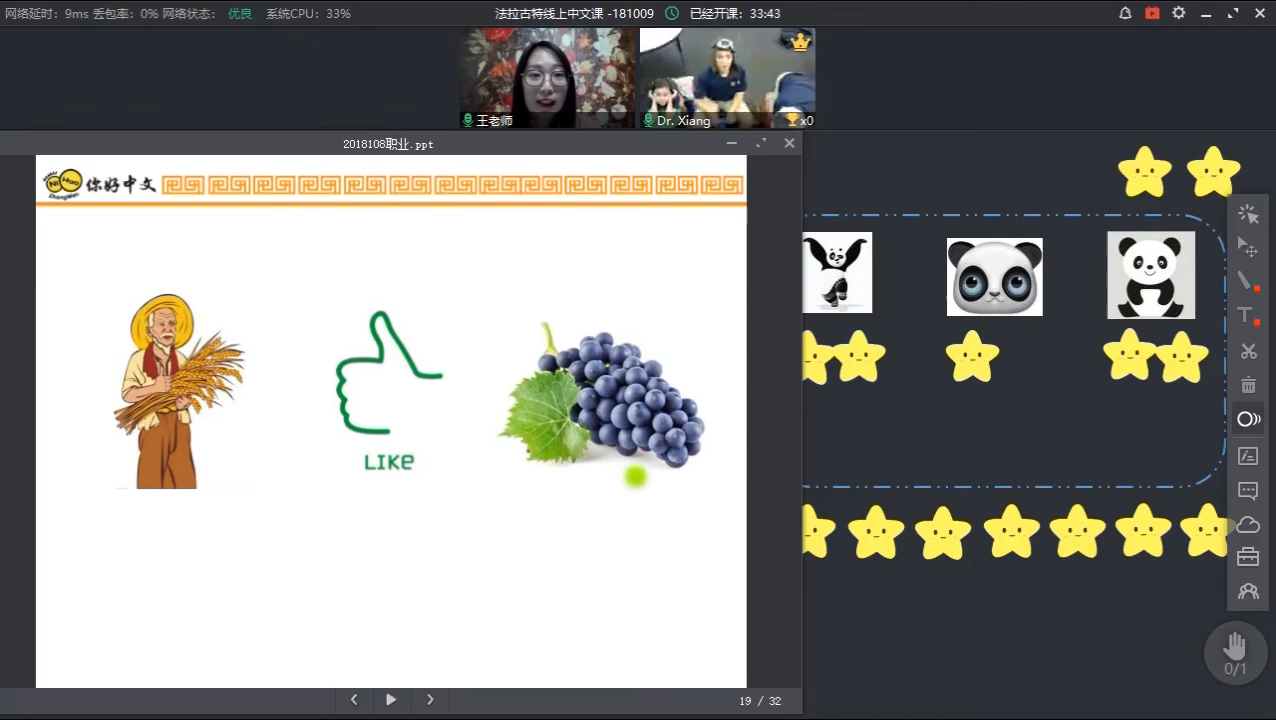 网络延时: 9ms 丢包率: 0% 网络状态: 优良 系统CPU: 33%
法拉古特线上中文课 -181009 已经开课: 33:43
王老师
Dr. Xiang
x0
2018108职业.ppt
Ni Hao
ZhongWen
你好中文
LIKE
19 / 32
0/1